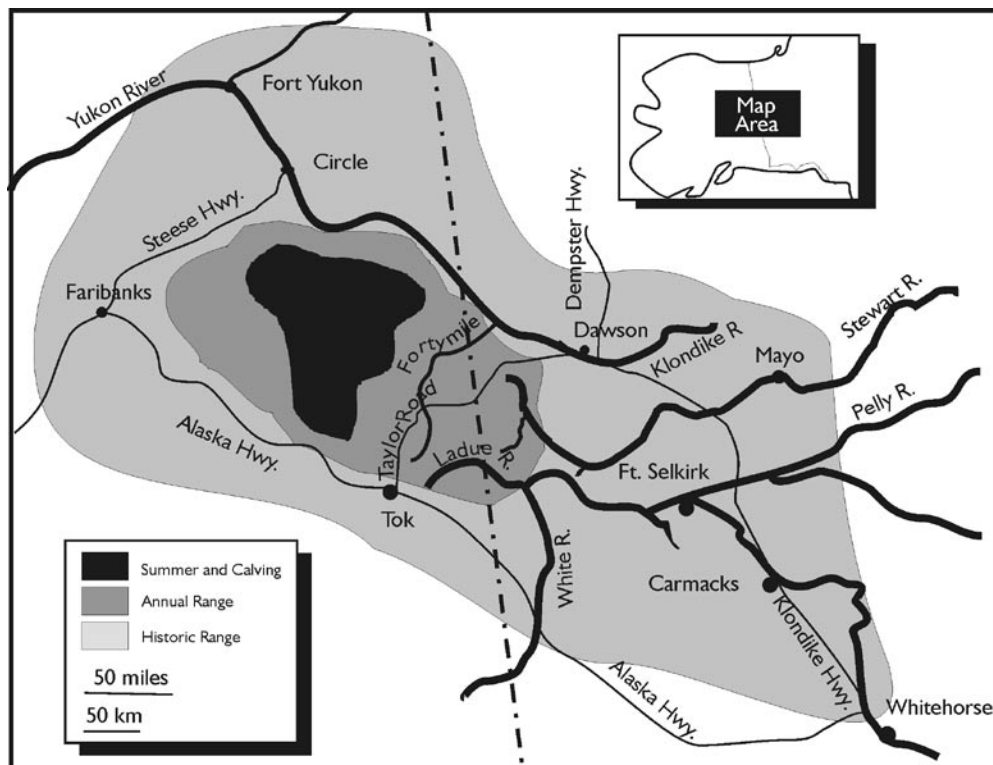 Fort Yukon
Yukon River
Map
Area
Circle
Steese Hwy.
Dempster Hwy.
Faribanks
Dawson
Stewart R.
Fortymile
Klondike R
Mayo
Pelly R.
Taylor Road
Alaska Hwy.
Ladue R.
Ft. Selkirk
Tok
White R.
Carmacks
Klondike Hwy.
Summer and Calving
Annual Range
Historic Range
50 miles
50 km
Alaska Hwy.
Whitehorse